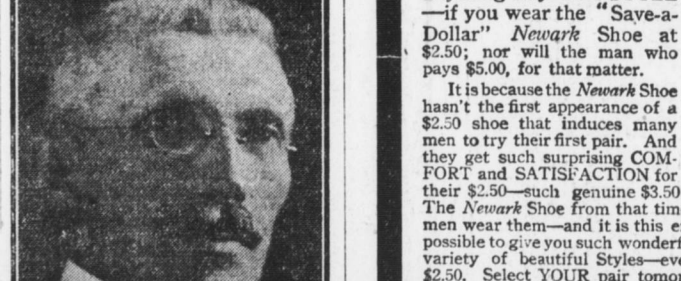 —if you wear the "Save-a-
Dollar" Newark Shoe at
$2.50; nor will the man who
pays $5.00, for that matter.
It is because the Newark Shoe
hasn't the first appearance of a
$2.50 shoe that induces many
men to try their first pair. And
they get such surprising COM-
FORT and SATISFACTION for
their $2.50—such genuine $3.50
The Newark Shoe from that tim
men wear them—and it is this e
possible to give you such wonderf
variety of beautiful Styles—eve
$2.50. Select YOUR pair tomor